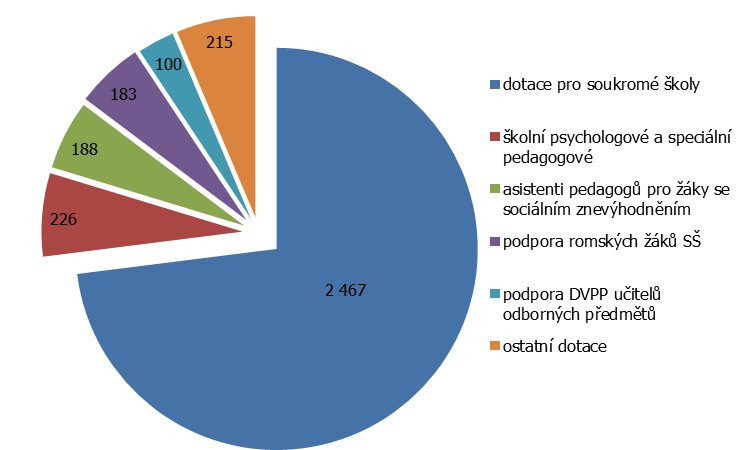 215
100
183
188
226
2 467
dotace pro soukromé školy
školní psychologové a speciální
pedagogové
asistenti pedagogů pro žáky se
sociálním znevýhodněním
podpora romských žáků SŠ
podpora DVPP učitelů
odborných předmětů
ostatní dotace